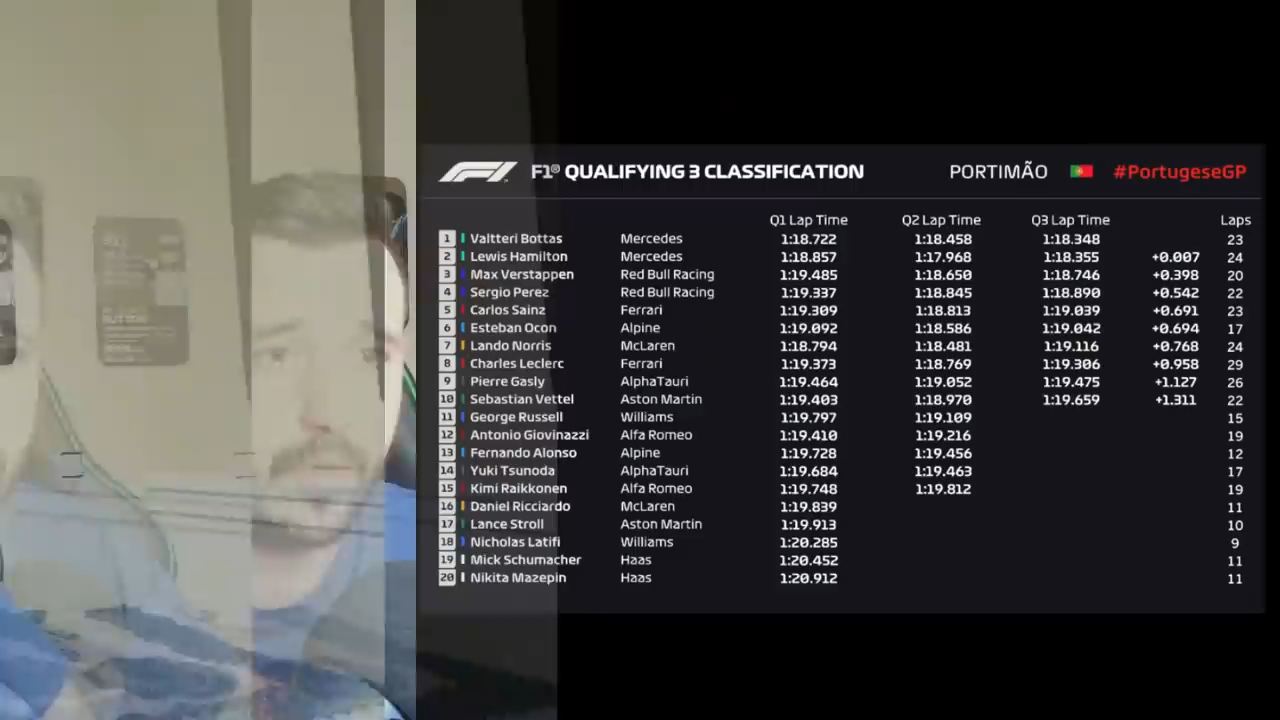 F1® QUALIFYING 3 CLASSIFICATION PORTIMÃO #PortugeseGP
Q1 Lap Time Q2 Lap Time Q3 Lap Time Laps
1 Valtteri Bottas Mercedes 1:18.722 1:18.458 1:18.348 23
2 Lewis Hamilton Mercedes 1:18.857 1:17.968 1:18.355 +0.007 24
3 Max Verstappen Red Bull Racing 1:19.485 1:18.650 1:18.746 +0.398 20
4 Sergio Perez Red Bull Racing 1:19.337 1:18.845 1:18.890 +0.542 22
5 Carlos Sainz Ferrari 1:19.309 1:18.813 1:19.039 +0.691 23
6 Esteban Ocon Alpine 1:19.092 1:18.586 1:19.042 +0.694 17
7 Lando Norris McLaren 1:18.794 1:18.481 1:19.116 +0.768 24
8 Charles Leclerc Ferrari 1:19.373 1:18.769 1:19.306 +0.958 29
9 Pierre Gasly AlphaTauri 1:19.464 1:19.052 1:19.475 +1.127 26
10 Sebastian Vettel Aston Martin 1:19.403 1:18.970 1:19.659 +1.311 22
11 George Russell Williams 1:19.797 1:19.109 15
12 Antonio Giovinazzi Alfa Romeo 1:19.410 1:19.216 19
13 Fernando Alonso Alpine 1:19.728 1:19.456 12
14 Yuki Tsunoda AlphaTauri 1:19.684 1:19.463 17
15 Kimi Raikkonen Alfa Romeo 1:19.748 1:19.812 19
16 Daniel Ricciardo McLaren 1:19.839 11
17 Lance Stroll Aston Martin 1:19.913 10
18 Nicholas Latifi Williams 1:20.285 9
19 Mick Schumacher Haas 1:20.452 11
20 Nikita Mazepin Haas 1:20.912 11